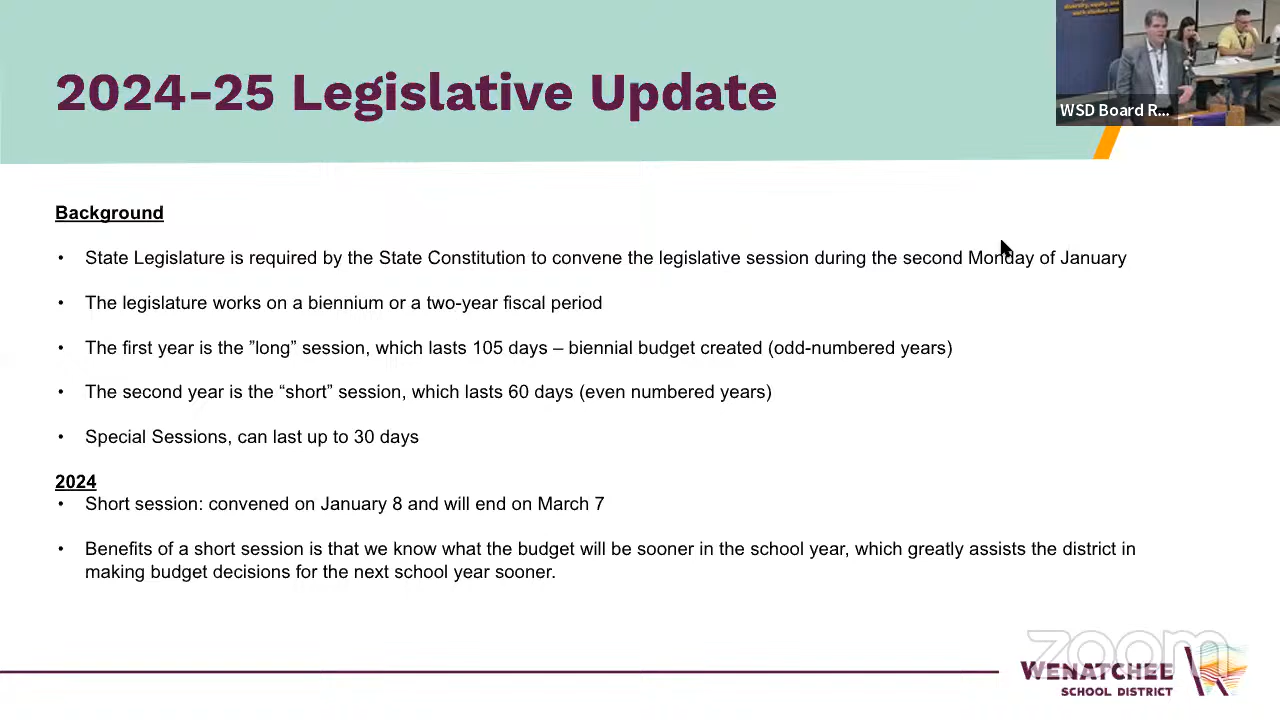 2024-25 Legislative Update
WSD Board R...
Background
• State Legislature is required by the State Constitution to convene the legislative session during the second Monday of January
• The legislature works on a biennium or a two-year fiscal period
• The first year is the ”long” session, which lasts 105 days – biennial budget created (odd-numbered years)
• The second year is the “short” session, which lasts 60 days (even numbered years)
• Special Sessions, can last up to 30 days
2024
• Short session: convened on January 8 and will end on March 7
• Benefits of a short session is that we know what the budget will be sooner in the school year, which greatly assists the district in
making budget decisions for the next school year sooner.
zoom
WENATCHEE
SCHOOL DISTRICT